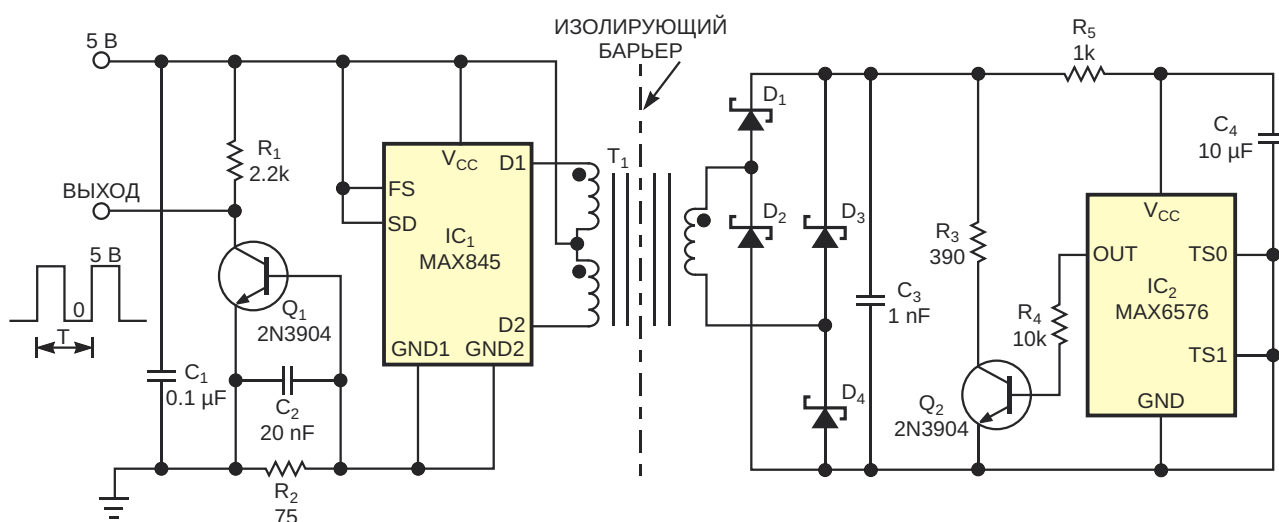 5 В
ИЗОЛИРУЮЩИЙ
БАРЬЕР
R1
2.2k
ВЫХОД
5 В
0
T
Q1
2N3904
C1
0.1 µF
C2
20 nF
R2
75
VCC
D1
FS
SD
IC1
MAX845
D2
GND1
GND2
T1
D1
D2
D3
D4
C3
1 nF
R3
390
R5
1k
C4
10 µF
R4
10k
Q2
2N3904
VCC
OUT
TS0
IC2
MAX6576
TS1
GND